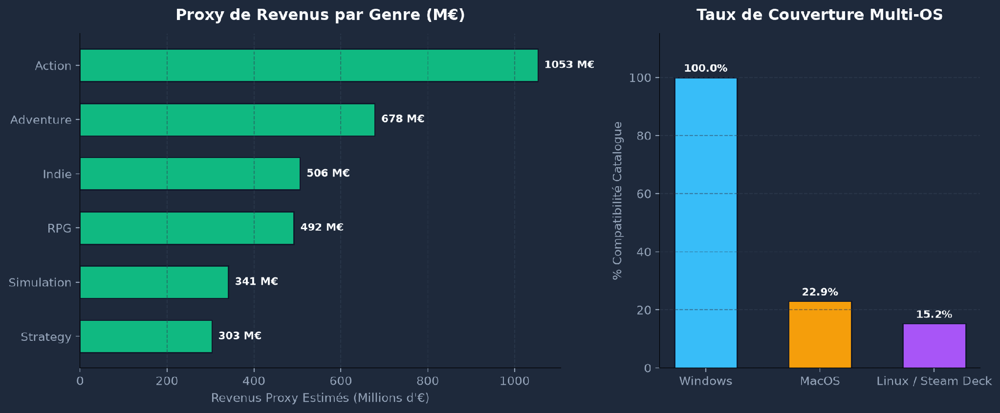 Proxy de Revenus par Genre (M€)
Action
1053 M€
Adventure
678 M€
Indie
506 M€
RPG
492 M€
Simulation
341 M€
Strategy
303 M€
0 200 400 600 800 1000
Revenus Proxy Estimés (Millions d'€)
Taux de Couverture Multi-OS
% Compatibilité Catalogue
100
80
60
40
20
0
100.0%
22.9%
15.2%
Windows MacOS Linux / Steam Deck